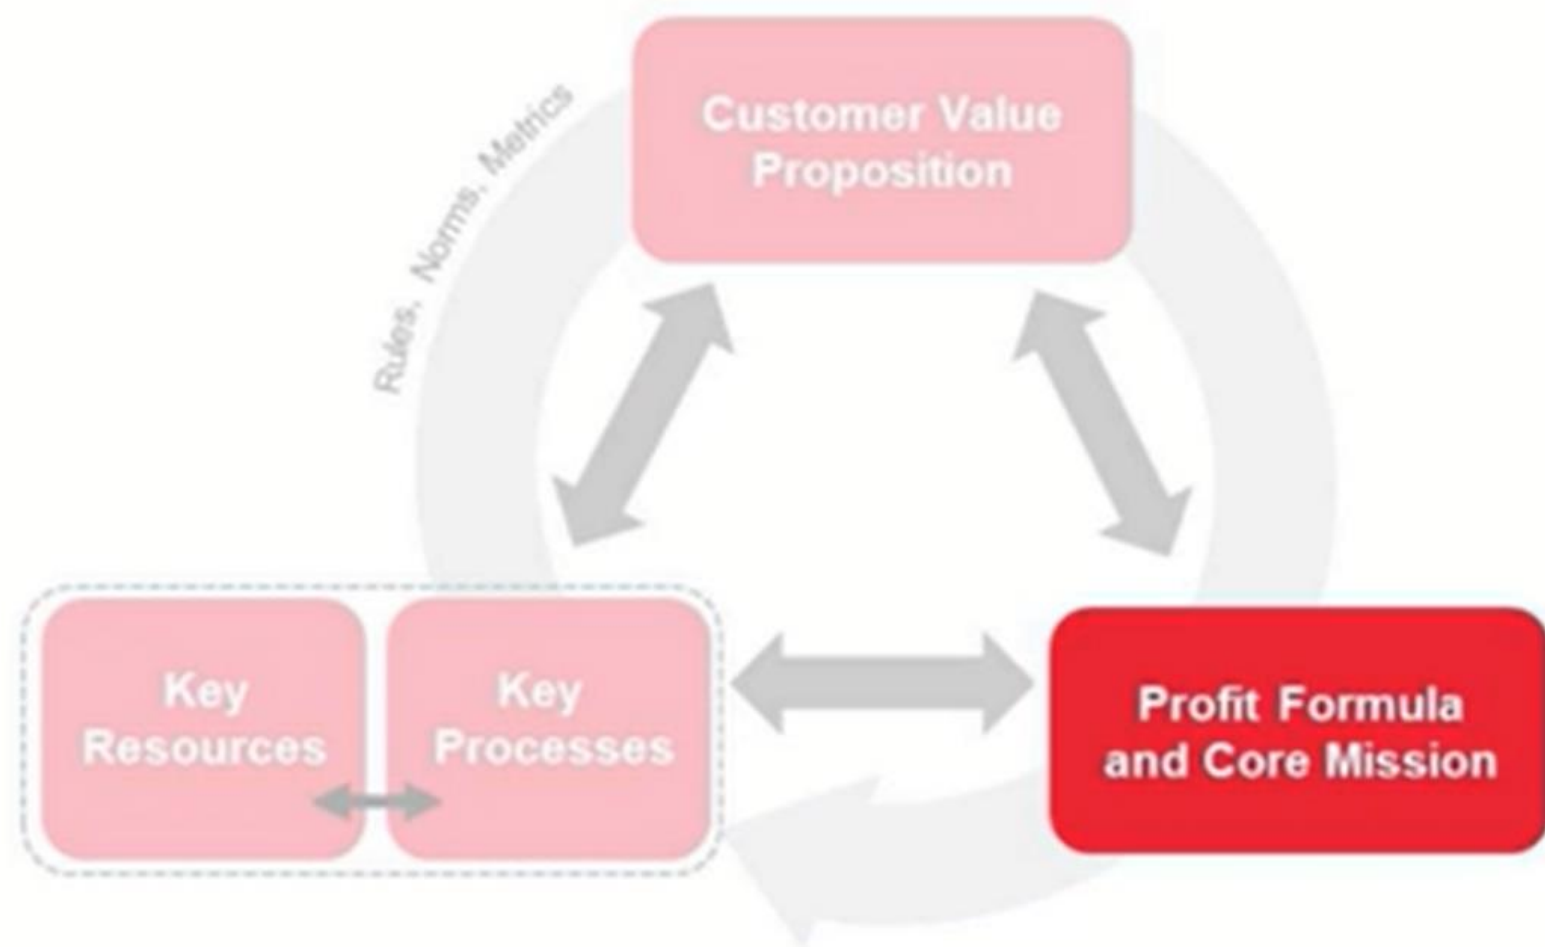 Customer Value
Proposition
Rules, Norms, Metrics
Key
Resources
Key
Processes
Profit Formula
and Core Mission